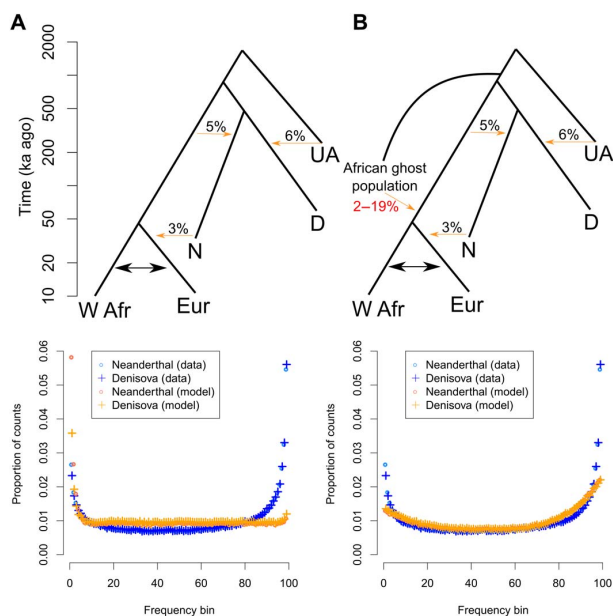 A
B
Time (ka ago)
2000
500
200
50
20
10
5%
6%
UA
3%
N
D
W Afr
Eur
5%
6%
UA
African ghost
population
2–19%
3%
N
D
W Afr
Eur
Neanderthal (data)
Denisova (data)
Neanderthal (model)
Denisova (model)
Proportion of counts
0.06
0.05
0.04
0.03
0.02
0.01
0.00
0 20 40 60 80 100
Frequency bin
Neanderthal (data)
Denisova (data)
Neanderthal (model)
Denisova (model)
Proportion of counts
0.06
0.05
0.04
0.03
0.02
0.01
0.00
0 20 40 60 80 100
Frequency bin